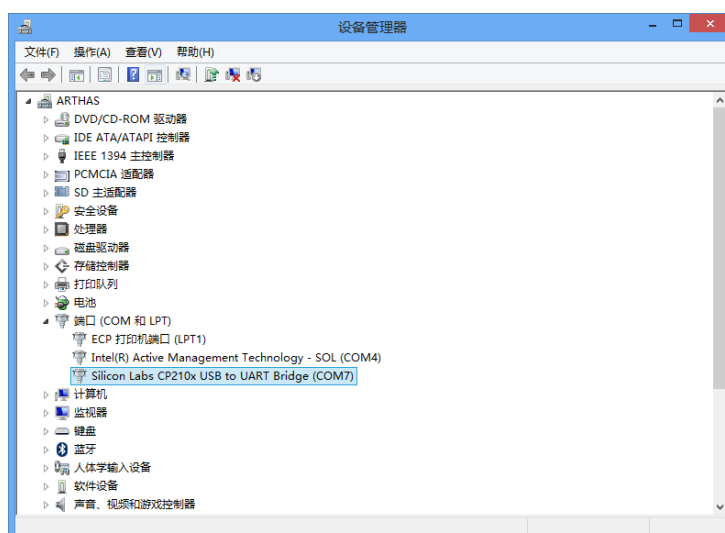 设备管理器
文件(F) 操作(A) 查看(V) 帮助(H)
ARTHAS
DVD/CD-ROM 驱动器
IDE ATA/ATAPI 控制器
IEEE 1394 主控制器
PCMCIA 适配器
SD 主适配器
安全设备
处理器
磁盘驱动器
存储控制器
打印队列
电池
端口 (COM 和 LPT)
ECP 打印机端口 (LPT1)
Intel(R) Active Management Technology - SOL (COM4)
Silicon Labs CP210x USB to UART Bridge (COM7)
计算机
监视器
键盘
蓝牙
人体学输入设备
软件设备
声音、视频和游戏控制器